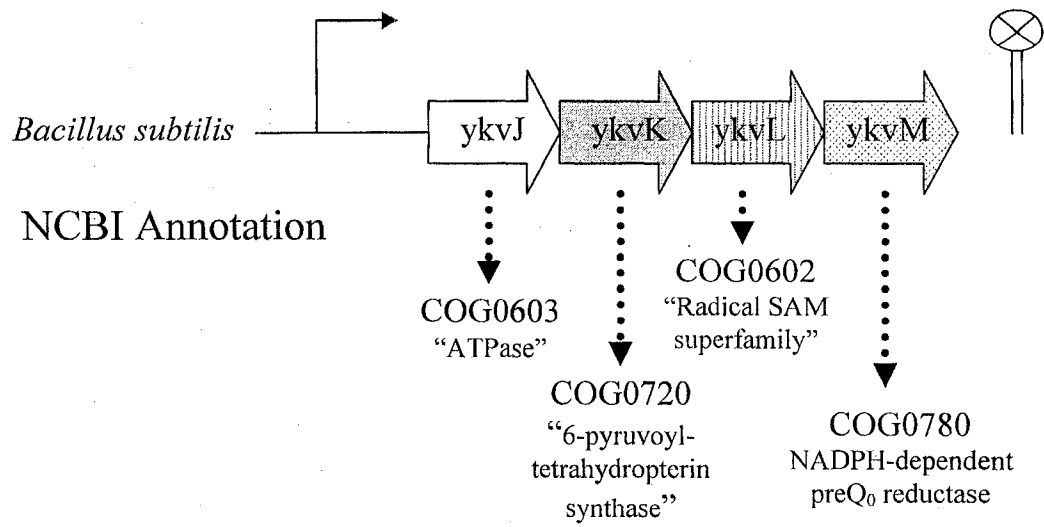 Bacillus subtilis
ykvJ
ykvK
ykvL
ykvM
NCBI Annotation
COG0603
“ATPase”
COG0720
“6-pyruvoyl-
tetrahydropterin
synthase”
COG0602
“Radical SAM
superfamily”
COG0780
NADPH-dependent
preQ₀ reductase